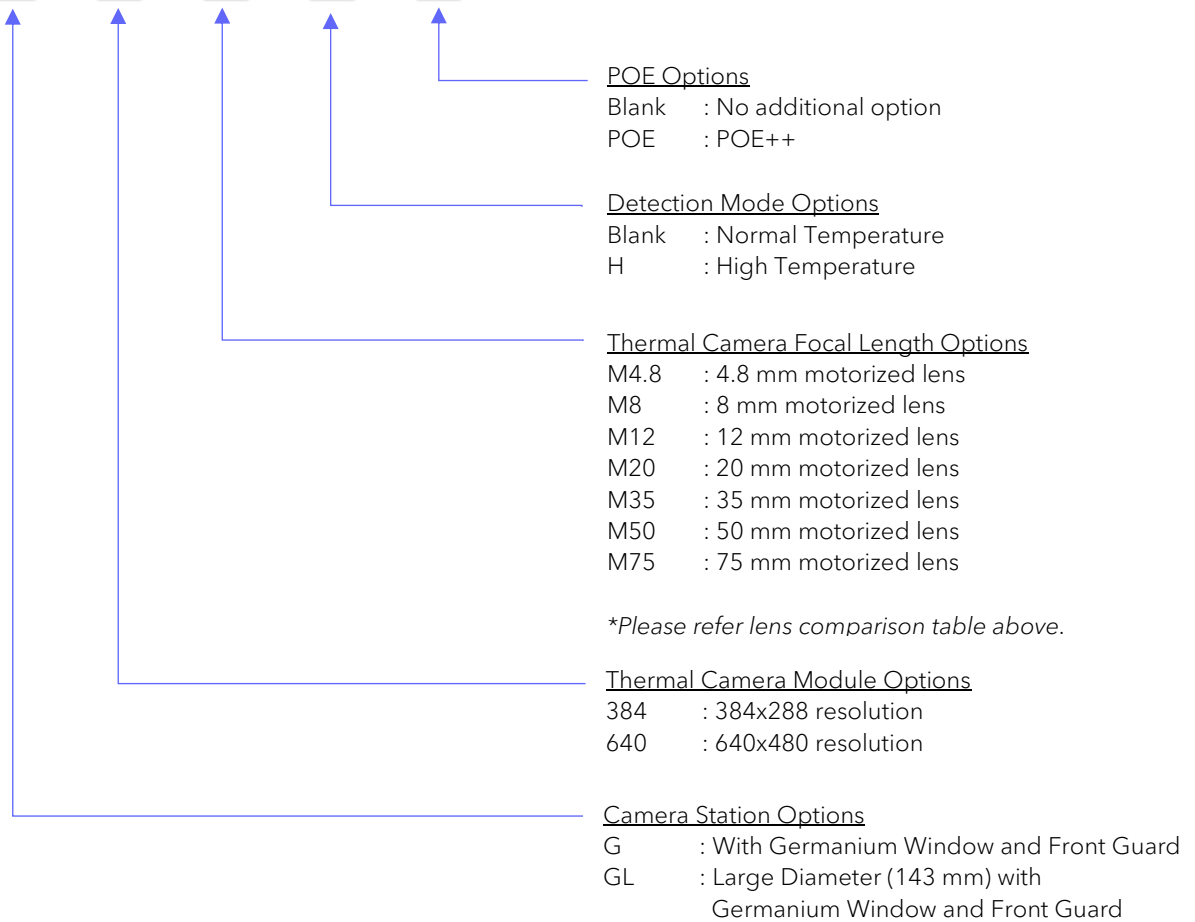 POE Options
Blank : No additional option
POE : POE++
Detection Mode Options
Blank : Normal Temperature
H : High Temperature
Thermal Camera Focal Length Options
M4.8 : 4.8 mm motorized lens
M8 : 8 mm motorized lens
M12 : 12 mm motorized lens
M20 : 20 mm motorized lens
M35 : 35 mm motorized lens
M50 : 50 mm motorized lens
M75 : 75 mm motorized lens
*Please refer lens comparison table above.
Thermal Camera Module Options
384 : 384x288 resolution
640 : 640x480 resolution
Camera Station Options
G : With Germanium Window and Front Guard
GL : Large Diameter (143 mm) with
Germanium Window and Front Guard